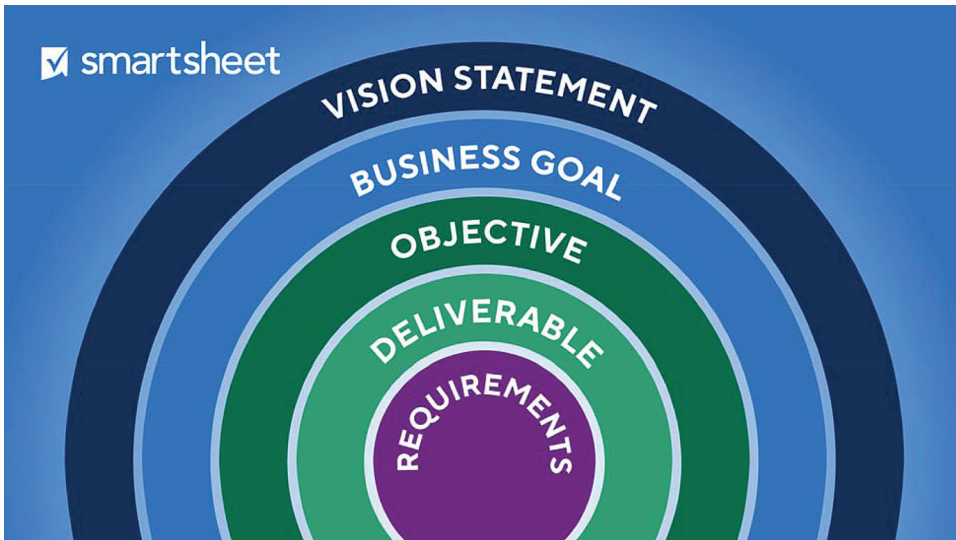 smartsheet
VISION STATEMENT
BUSINESS GOAL
OBJECTIVE
DELIVERABLE
REQUIREMENTS